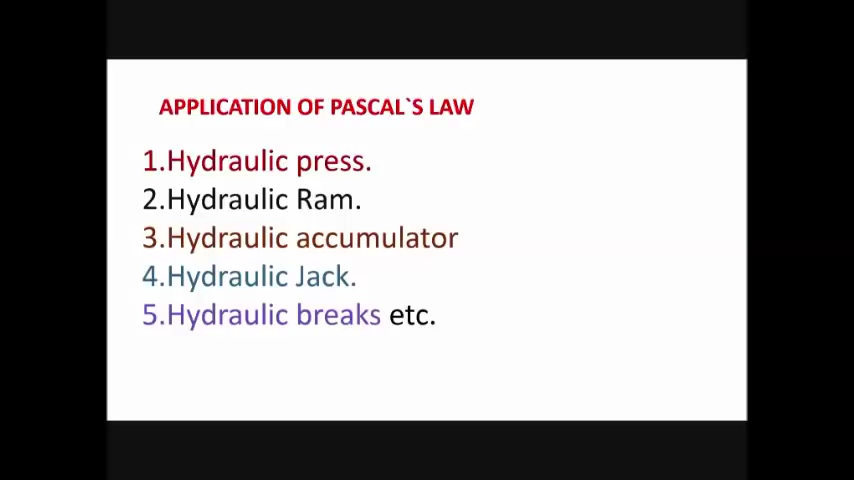 APPLICATION OF PASCAL`S LAW
1.Hydraulic press.
2.Hydraulic Ram.
3.Hydraulic accumulator
4.Hydraulic Jack.
5.Hydraulic breaks etc.